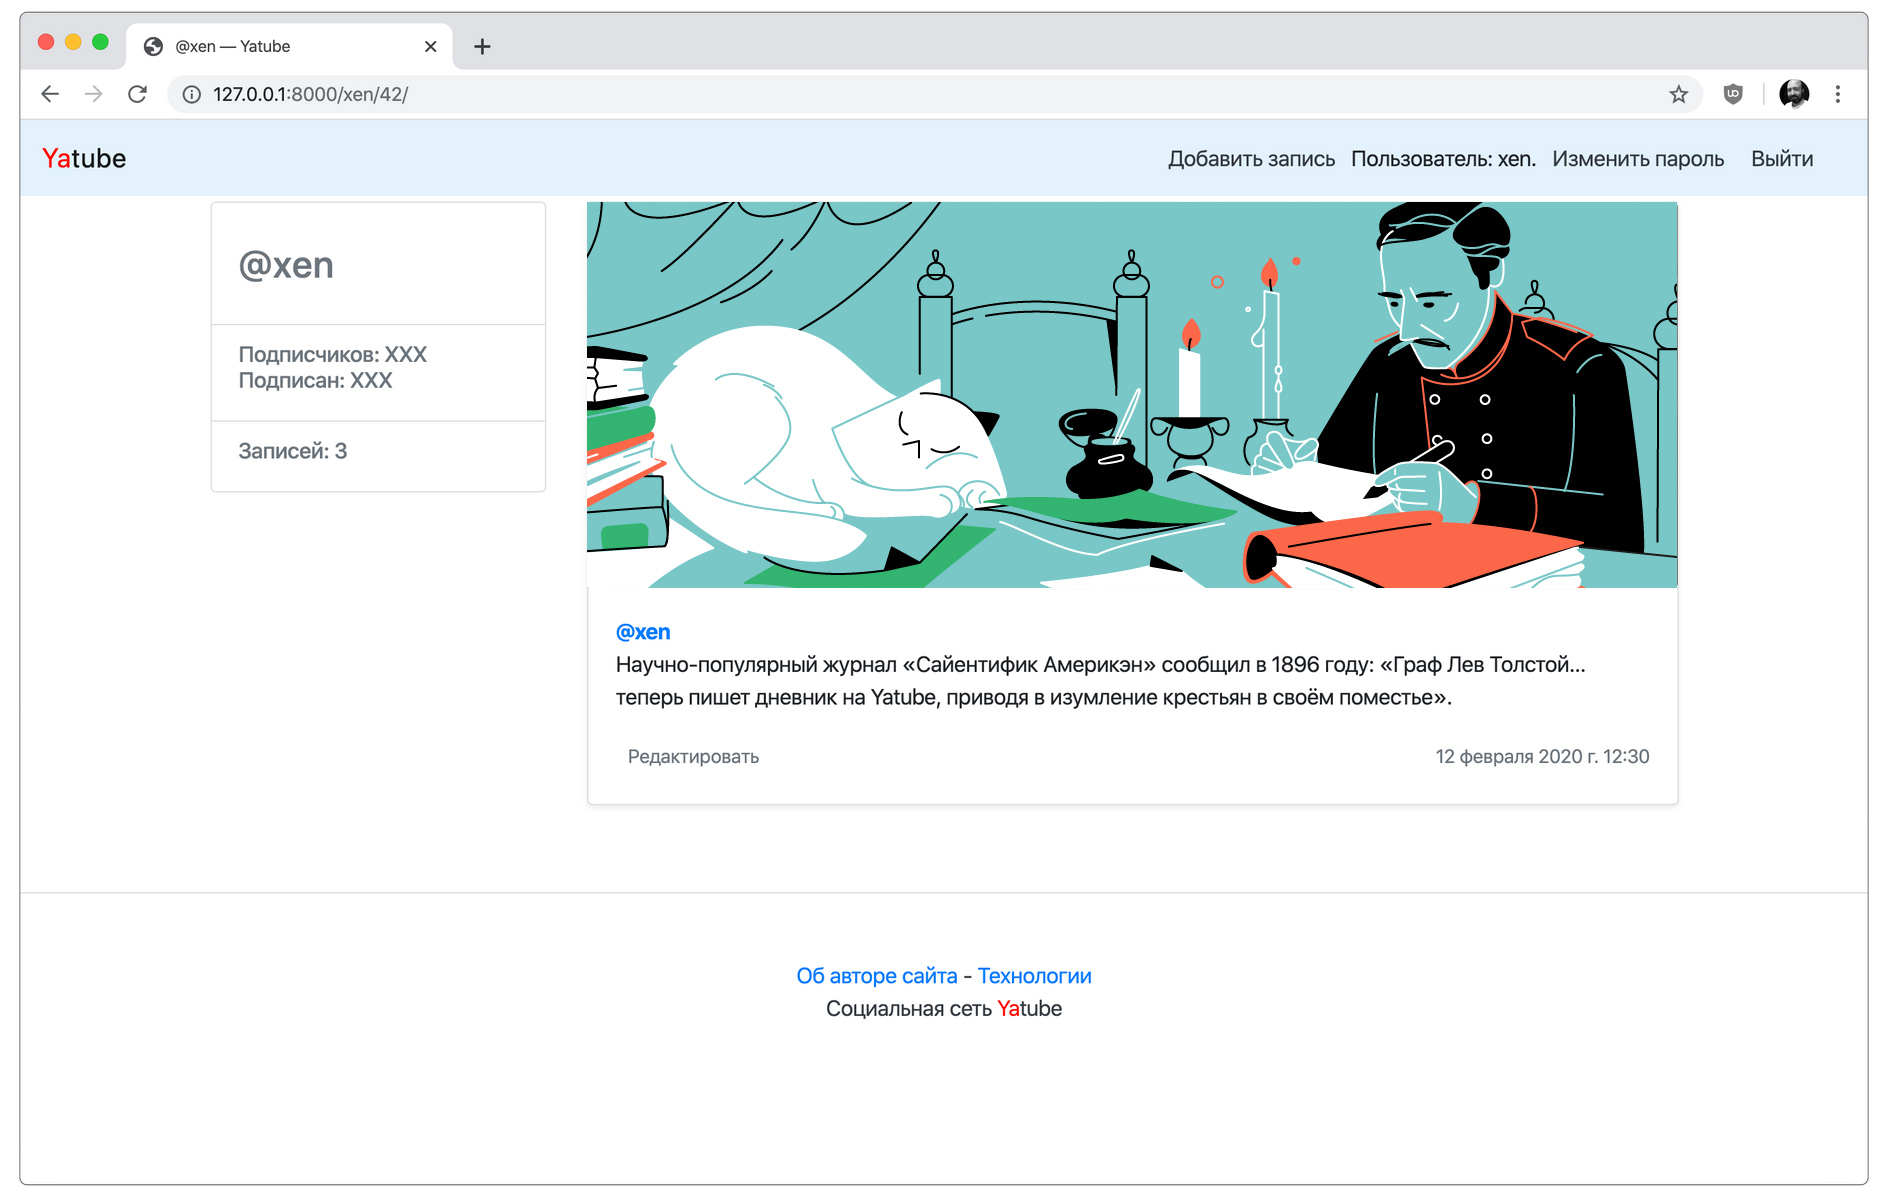 @xen — Yatube
127.0.0.1:8000/xen/42/
Yatube
Добавить запись Пользователь: xen. Изменить пароль Выйти
@xen
Подписчиков: XXX
Подписан: XXX
Записей: 3
@xen
Научно-популярный журнал «Сайентифик Америкэн» сообщил в 1896 году: «Граф Лев Толстой...
теперь пишет дневник на Yatube, приводя в изумление крестьян в своём поместье».
Редактировать
12 февраля 2020 г. 12:30
Об авторе сайта - Технологии
Социальная сеть Yatube